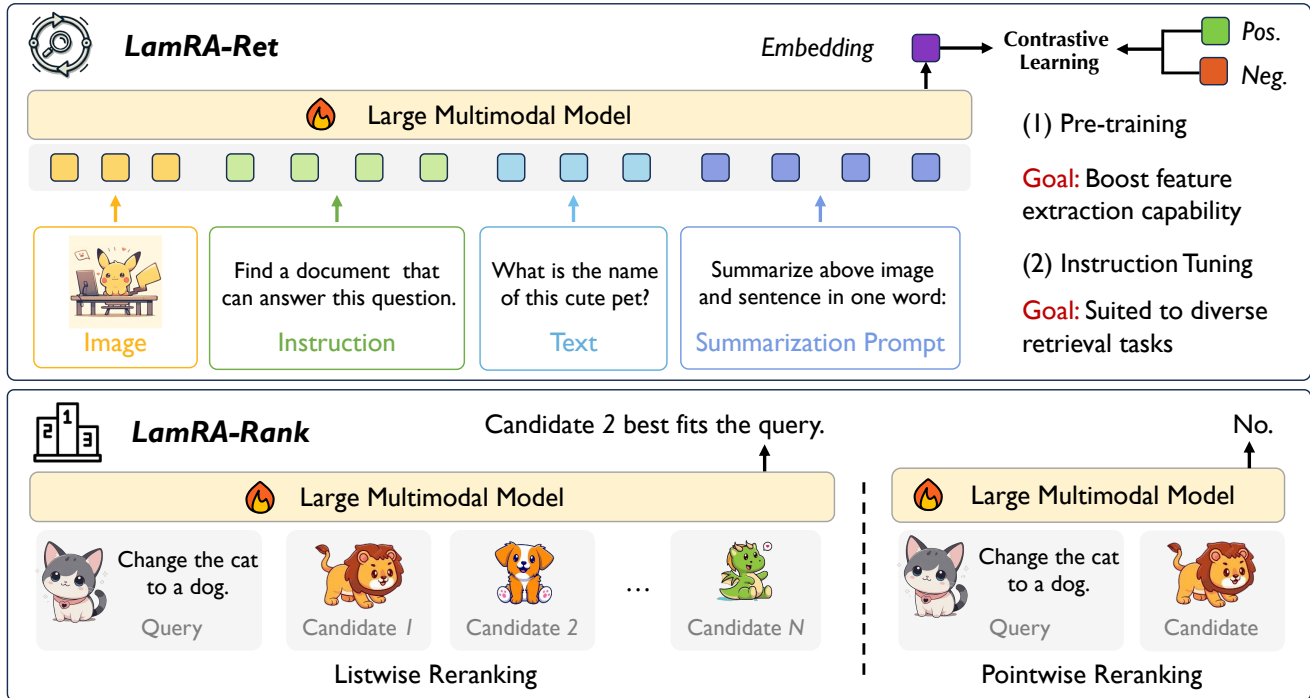 LamRA-Ret
Embedding
Contrastive
Learning
Pos.
Neg.
Large Multimodal Model
(1) Pre-training
Goal: Boost feature
extraction capability
(2) Instruction Tuning
Goal: Suited to diverse
retrieval tasks
Image
Find a document that
can answer this question.
Instruction
What is the name
of this cute pet?
Text
Summarize above image
and sentence in one word:
Summarization Prompt
1
2
3
LamRA-Rank
Candidate 2 best fits the query.
Large Multimodal Model
Change the cat
to a dog.
Query
Candidate 1
Candidate 2
...
Candidate N
Listwise Reranking
No.
Large Multimodal Model
Change the cat
to a dog.
Query
Candidate
Pointwise Reranking